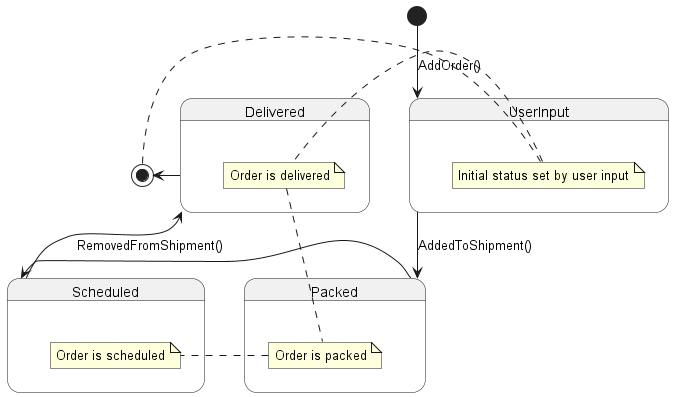 AddOrder()
Delivered
UserInput
Order is delivered
Initial status set by user input
RemovedFromShipment()
AddedToShipment()
Scheduled
Packed
Order is scheduled
Order is packed